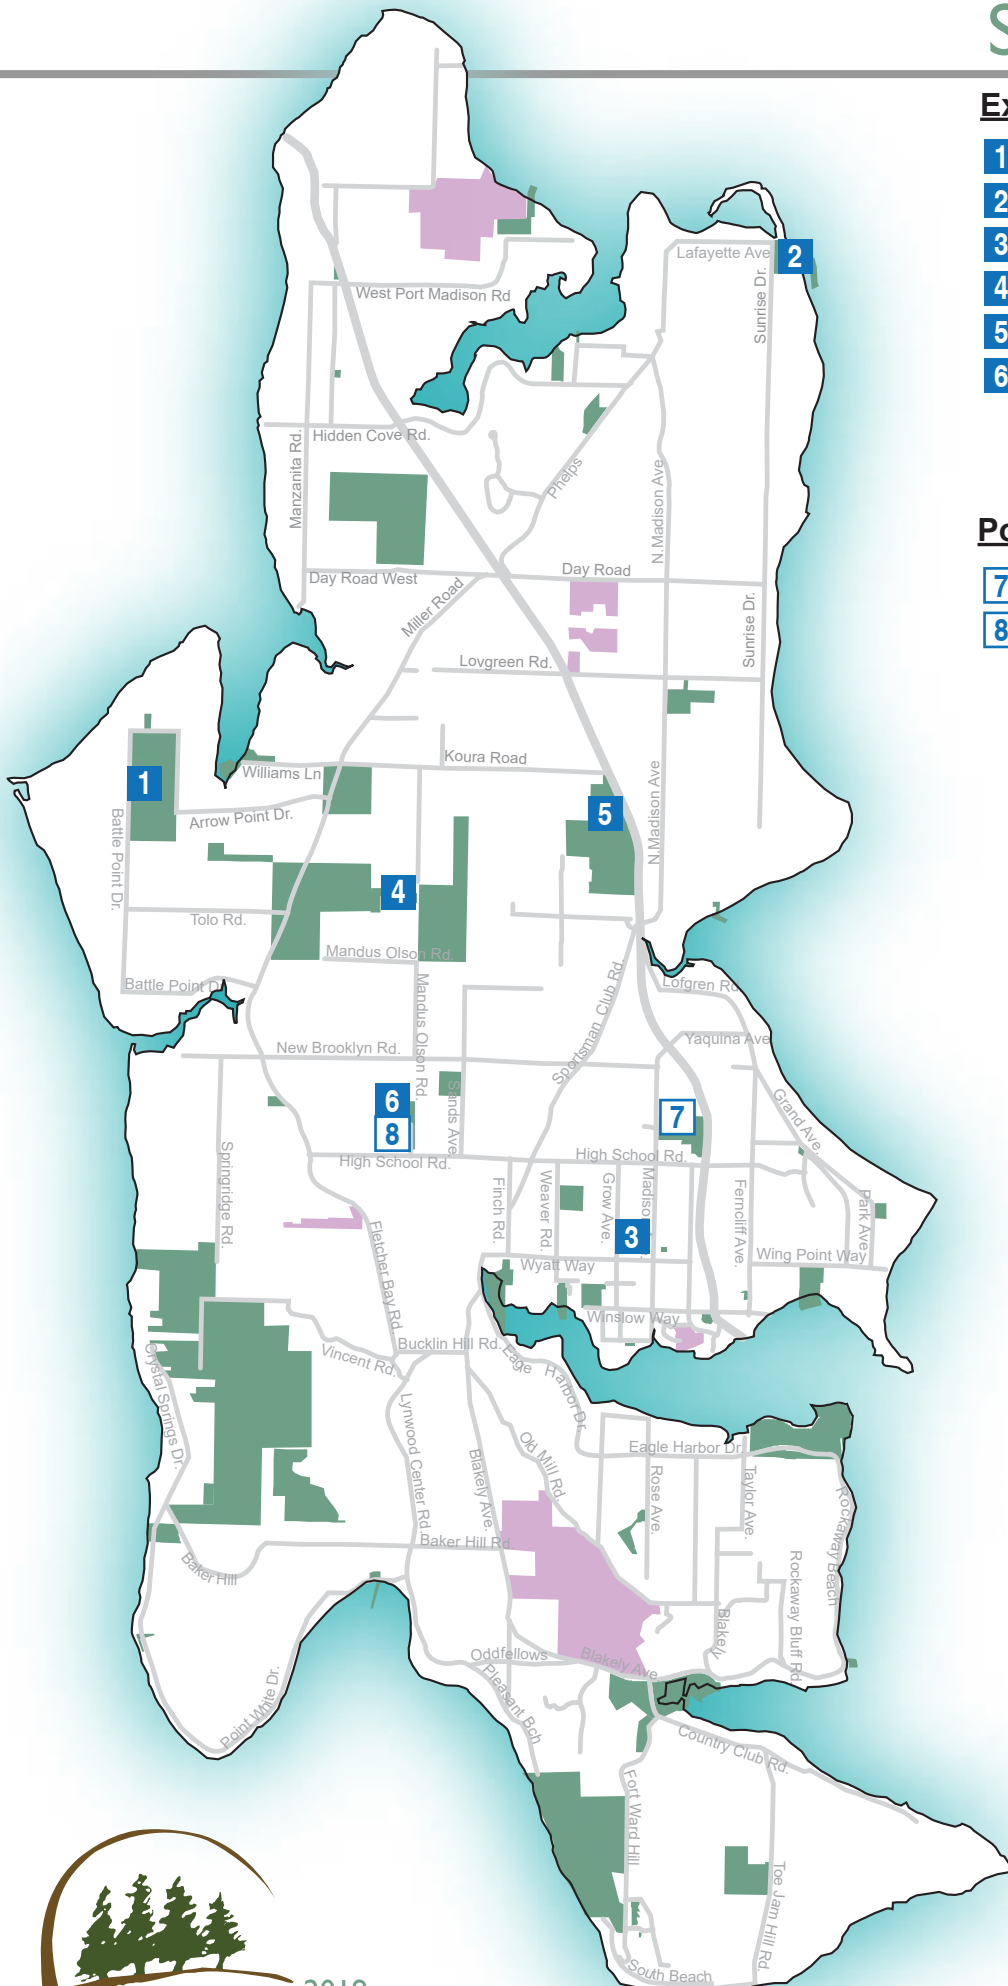 S
Ex
1
2
3
4
5
6
Po
7
8
Lafayette Ave
2
Sunrise Dr.
West Port Madison Rd
Hidden Cove Rd.
Manzanita Rd.
Phelps
N.Madison Ave
Day Road West
Day Road
Miller Road
Sunrise Dr.
Lovgreen Rd.
Koura Road
Williams Ln
1
Arrow Point Dr.
5
N.Madison Ave
Battle Point Dr.
4
Tolo Rd.
Mandus Olson Rd.
Battle Point D
Mandus Olson Rd.
Sportsman Club Rd.
Lofgren Rd
Yaquina Ave
New Brooklyn Rd.
Sands Ave
6
8
7
Grand Ave.
High School Rd.
High School Rd.
Springridge Rd.
Finch Rd.
Weaver Rd.
Grow Ave.
Madiso
3
Ferncliff Ave.
Park Ave
Wing Point Way
Wyatt Way
Fletcher Bay Rd.
Winslow Way
Bucklin Hill Rd.
Vincent Rd.
Eage Harbor Dr.
Crystal Springs Dr.
Lynwood Center Rd.
Blakely Ave.
Old Mill Rd
Eagle Harbor Dr.
Rose Ave.
Taylor Ave.
Rockaway Beach
Baker Hill Rd.
Baker Hill
Rockaway Bluff Rd
Blakely
Oddfellows
Blakely Ave
Pleasant Bch
Point White Dr.
Country Club Rd.
Fort Ward Hill
Toe Jam Hill Rd.
South Beach
2019